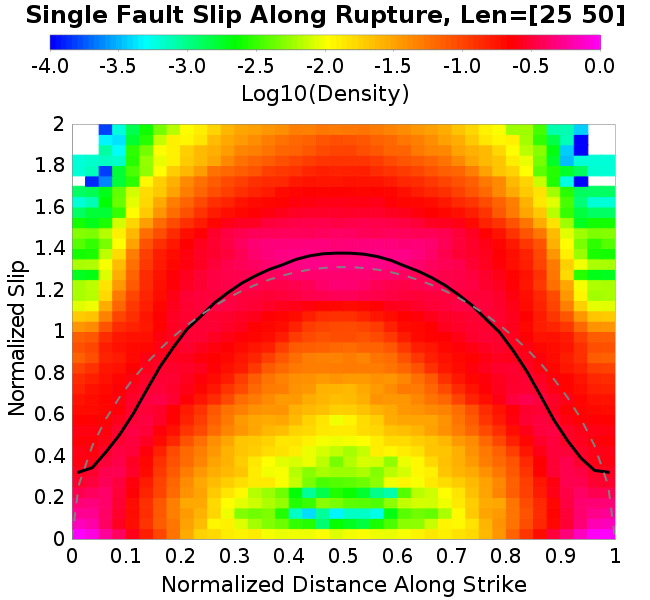 Single Fault Slip Along Rupture, Len=[25 50]
-4.0 -3.5 -3.0 -2.5 -2.0 -1.5 -1.0 -0.5 0.0
Log10(Density)
2
1.8
1.6
1.4
1.2
1
0.8
0.6
0.4
0.2
0
Normalized Slip
0 0.1 0.2 0.3 0.4 0.5 0.6 0.7 0.8 0.9 1
Normalized Distance Along Strike